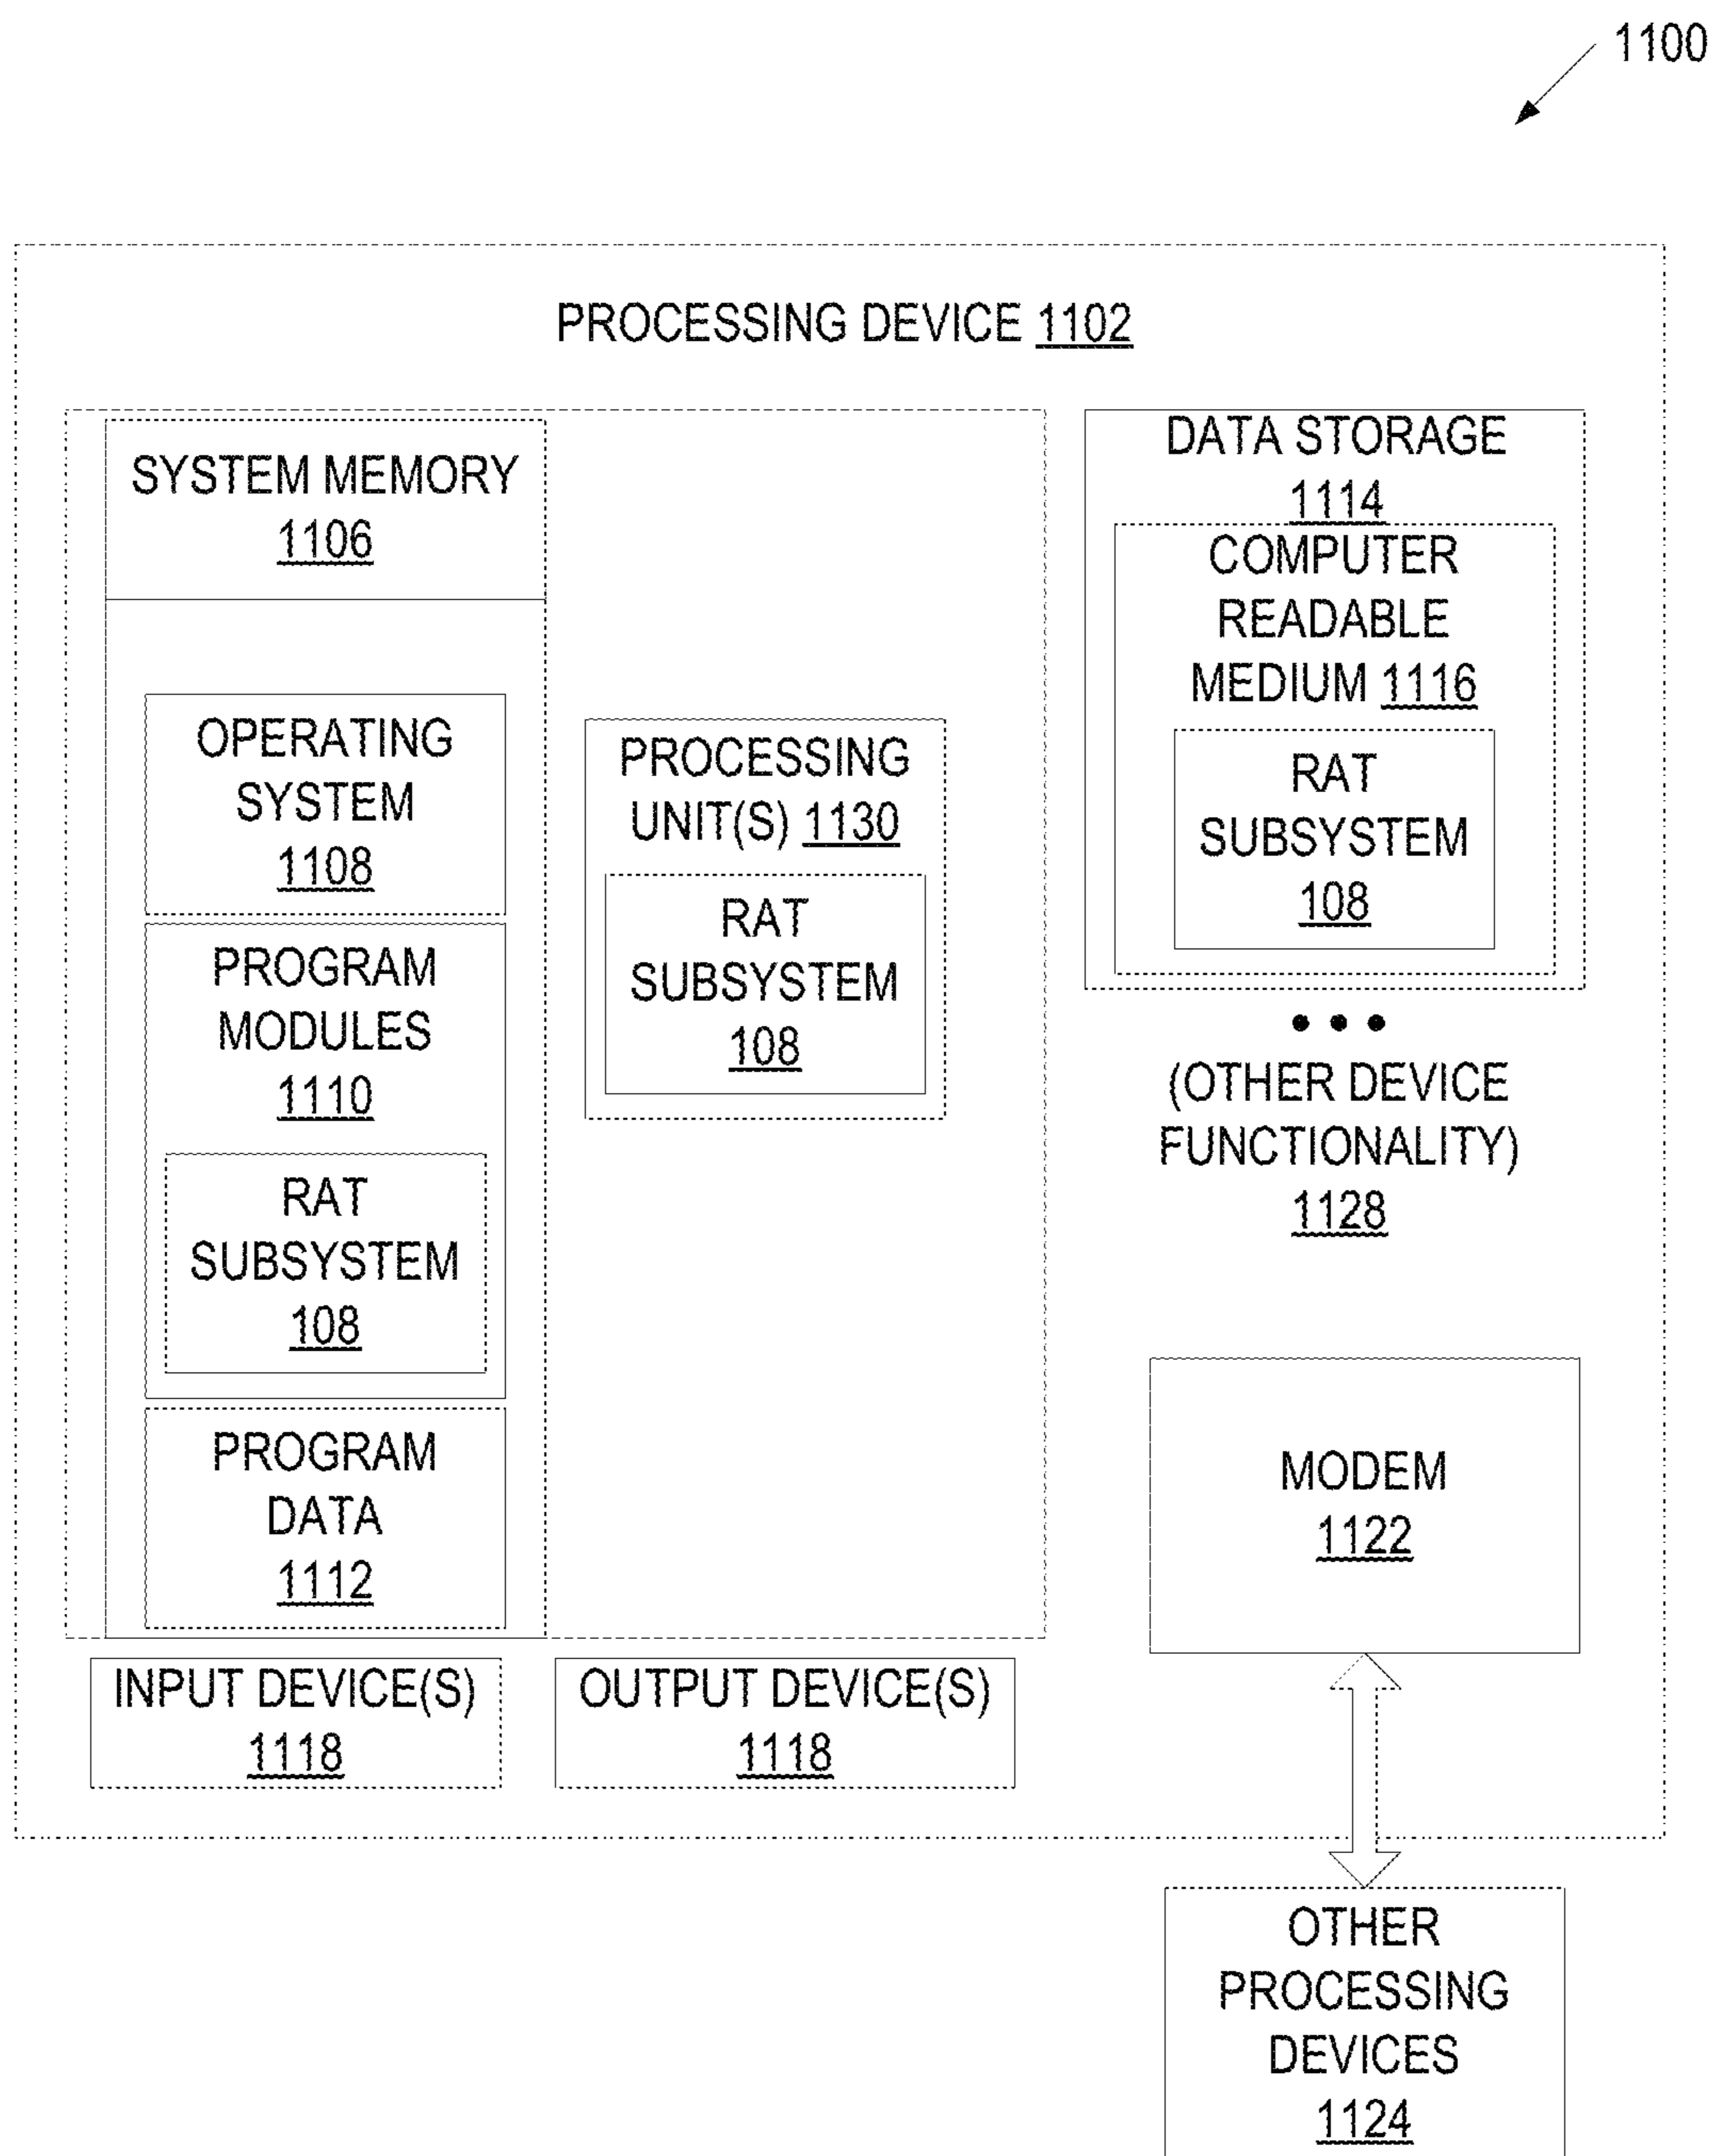 1100
PROCESSING DEVICE 1102
SYSTEM MEMORY
1106
OPERATING
SYSTEM
1108
PROGRAM
MODULES
1110
RAT
SUBSYSTEM
108
PROGRAM
DATA
1112
PROCESSING
UNIT(S) 1130
RAT
SUBSYSTEM
108
DATA STORAGE
1114
COMPUTER
READABLE
MEDIUM 1116
RAT
SUBSYSTEM
108
(OTHER DEVICE
FUNCTIONALITY)
1128
MODEM
1122
INPUT DEVICE(S)
1118
OUTPUT DEVICE(S)
1118
OTHER
PROCESSING
DEVICES
1124